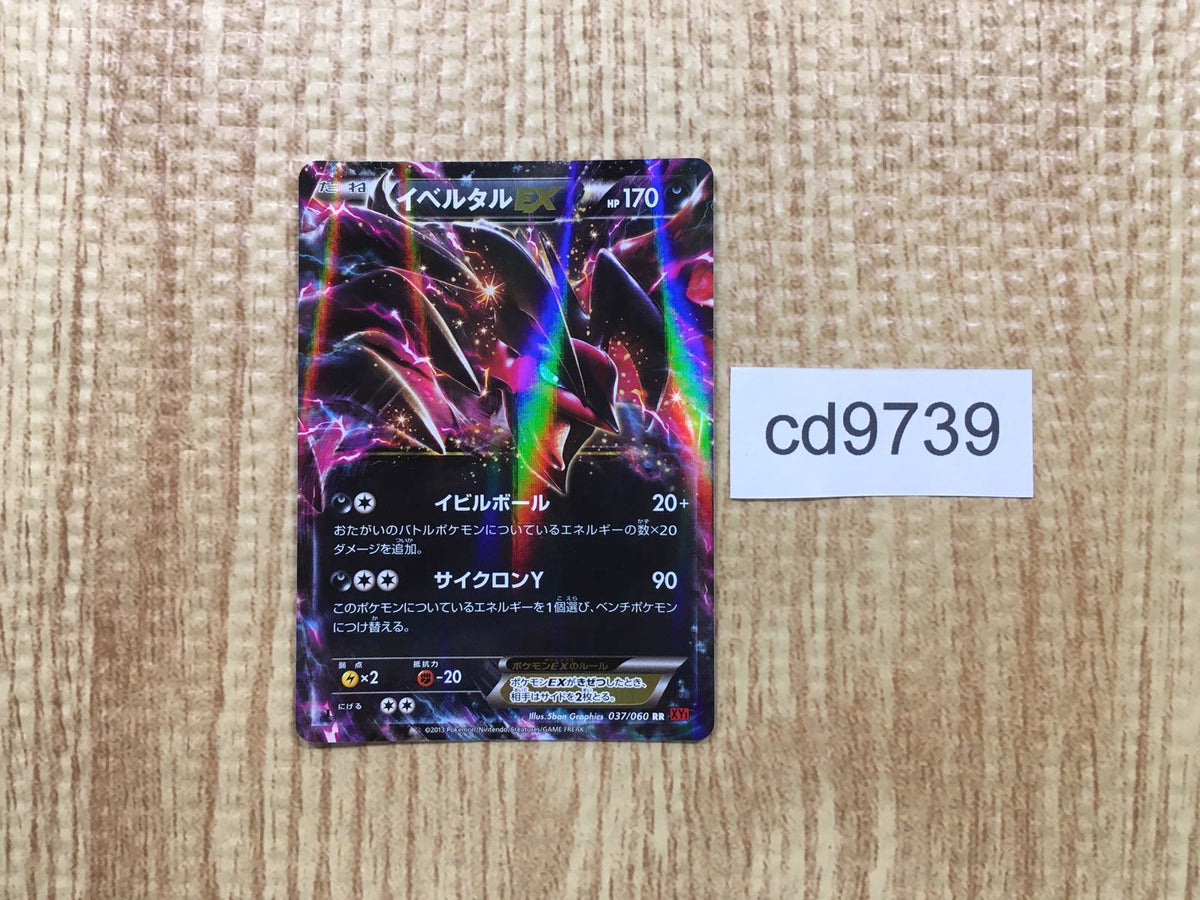 たね イベルタルEX HP170
イビルボール 20+
おたがいのバトルポケモンについているエネルギーの数×20
ダメージを追加。
サイクロンY 90
このポケモンについているエネルギーを1個選び、ベンチポケモン
につけ替える。
弱点 抵抗力 ポケモンEXのルール
×2 -20
ポケモンEXがきぜつしたとき、
相手はサイドを2枚とる。
にげる
Illus.5ban Graphics 037/060 RR XY1
©2013 Pokémon/Nintendo/Creatures/GAME FREAK
cd9739